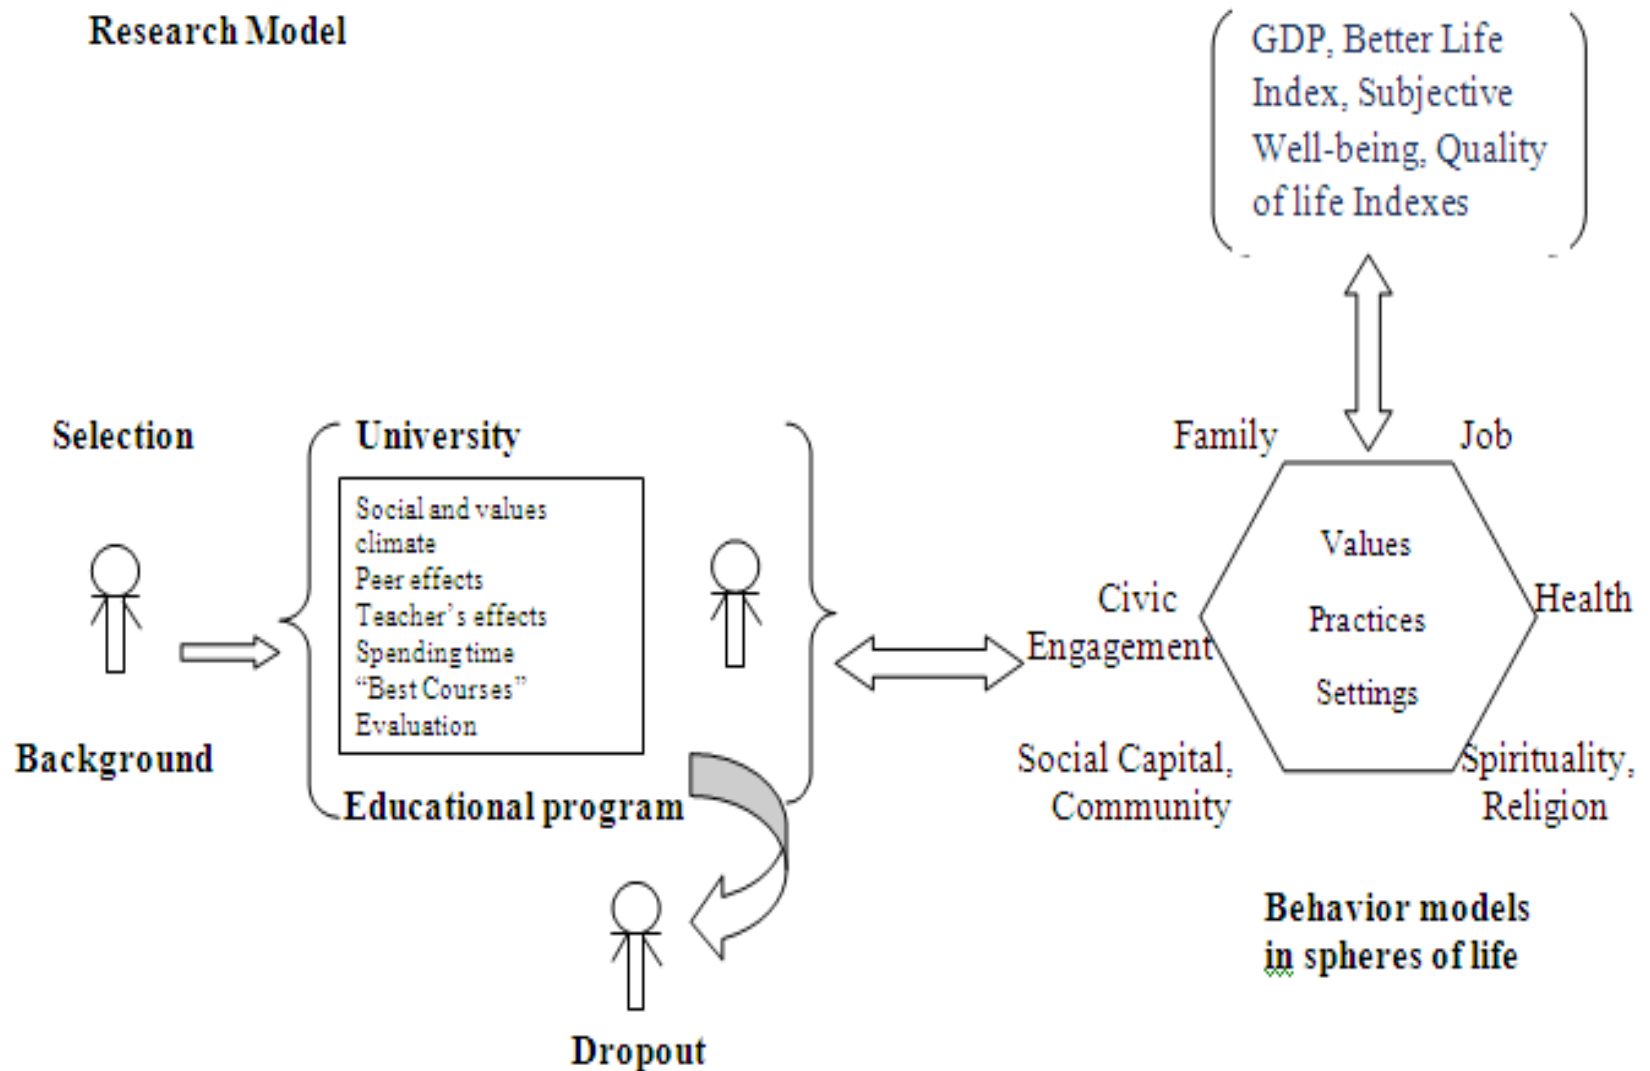 Research Model
GDP, Better Life
Index, Subjective
Well-being, Quality
of life Indexes
Selection
Background
University
Social and values
climate
Peer effects
Teacher’s effects
Spending time
“Best Courses”
Evaluation
Educational program
Dropout
Family
Job
Civic
Engagement
Health
Values
Practices
Settings
Social Capital,
Community
Spirituality,
Religion
Behavior models
in spheres of life